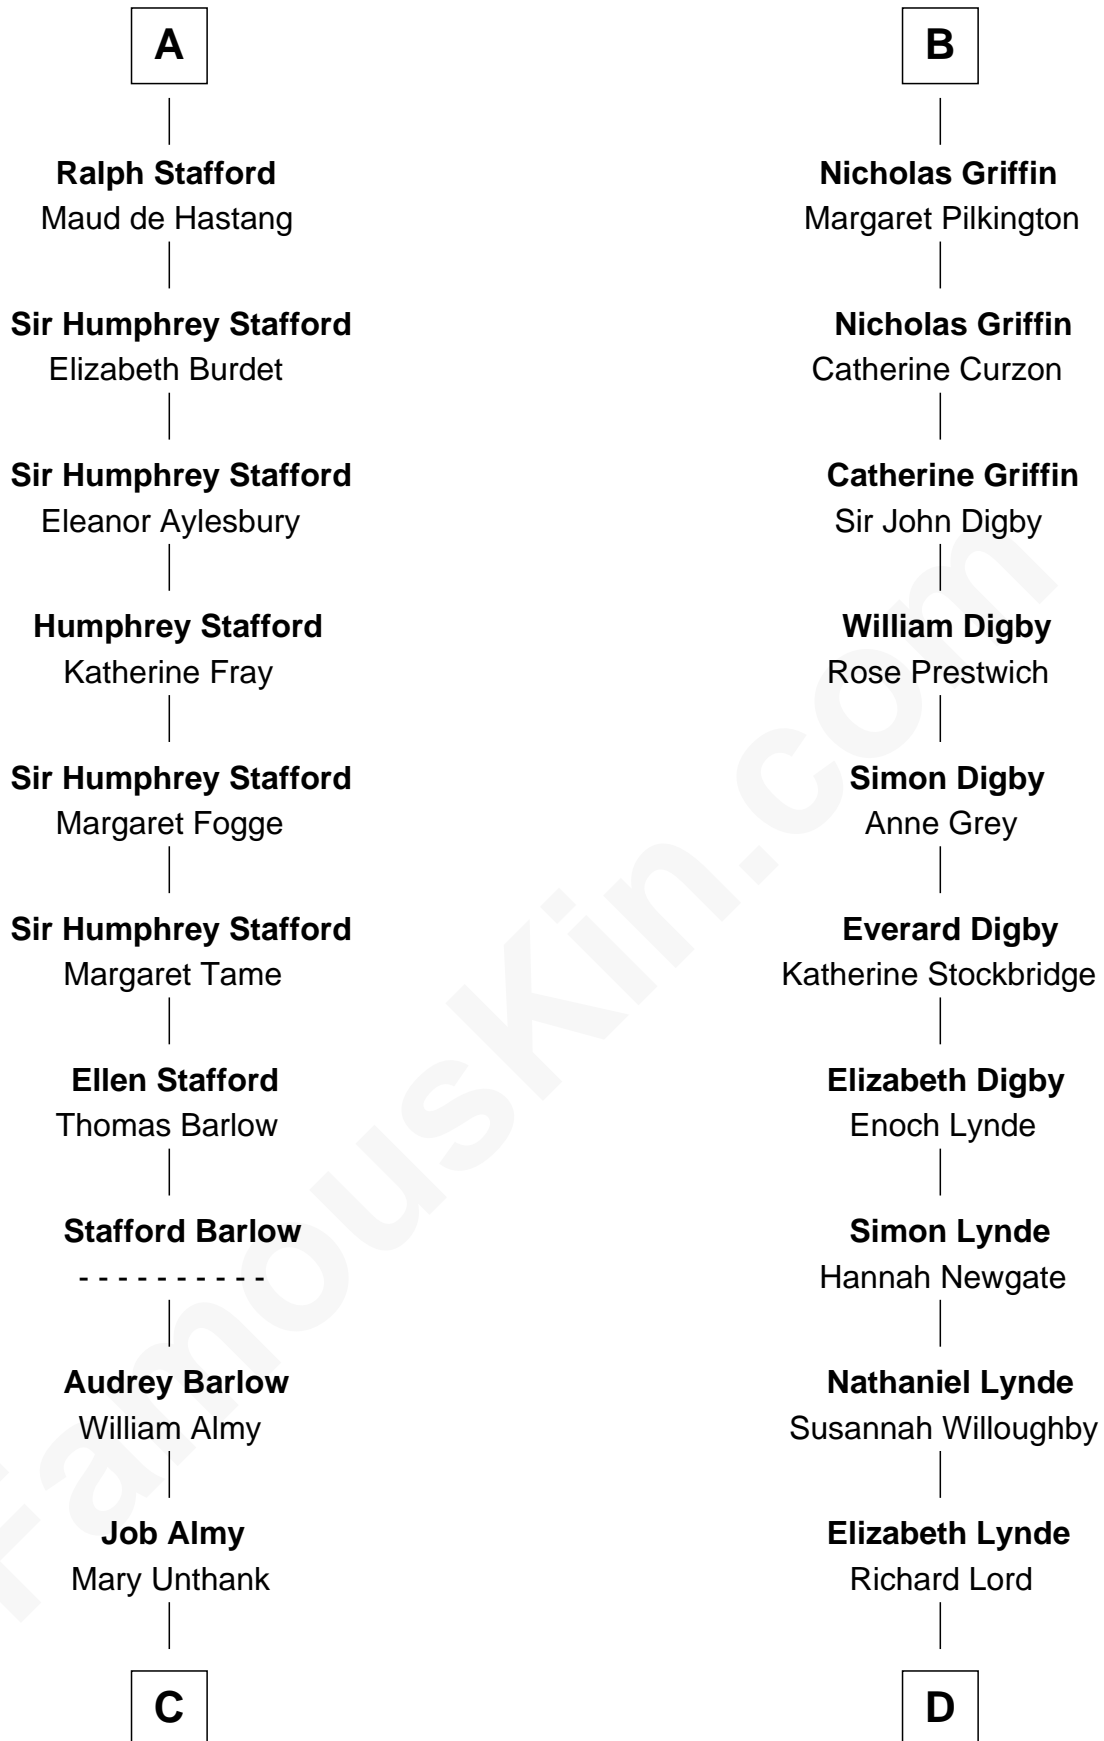 A
Ralph Stafford
Maud de Hastang
Sir Humphrey Stafford
Elizabeth Burdet
Sir Humphrey Stafford
Eleanor Aylesbury
Humphrey Stafford
Katherine Fray
Sir Humphrey Stafford
Margaret Fogge
Sir Humphrey Stafford
Margaret Tame
Ellen Stafford
Thomas Barlow
Stafford Barlow
- - - - - - - - - -
Audrey Barlow
William Almy
Job Almy
Mary Unthank
C
B
Nicholas Griffin
Margaret Pilkington
Nicholas Griffin
Catherine Curzon
Catherine Griffin
Sir John Digby
William Digby
Rose Prestwich
Simon Digby
Anne Grey
Everard Digby
Katherine Stockbridge
Elizabeth Digby
Enoch Lynde
Simon Lynde
Hannah Newgate
Nathaniel Lynde
Susannah Willoughby
Elizabeth Lynde
Richard Lord
D
FamousKin.com